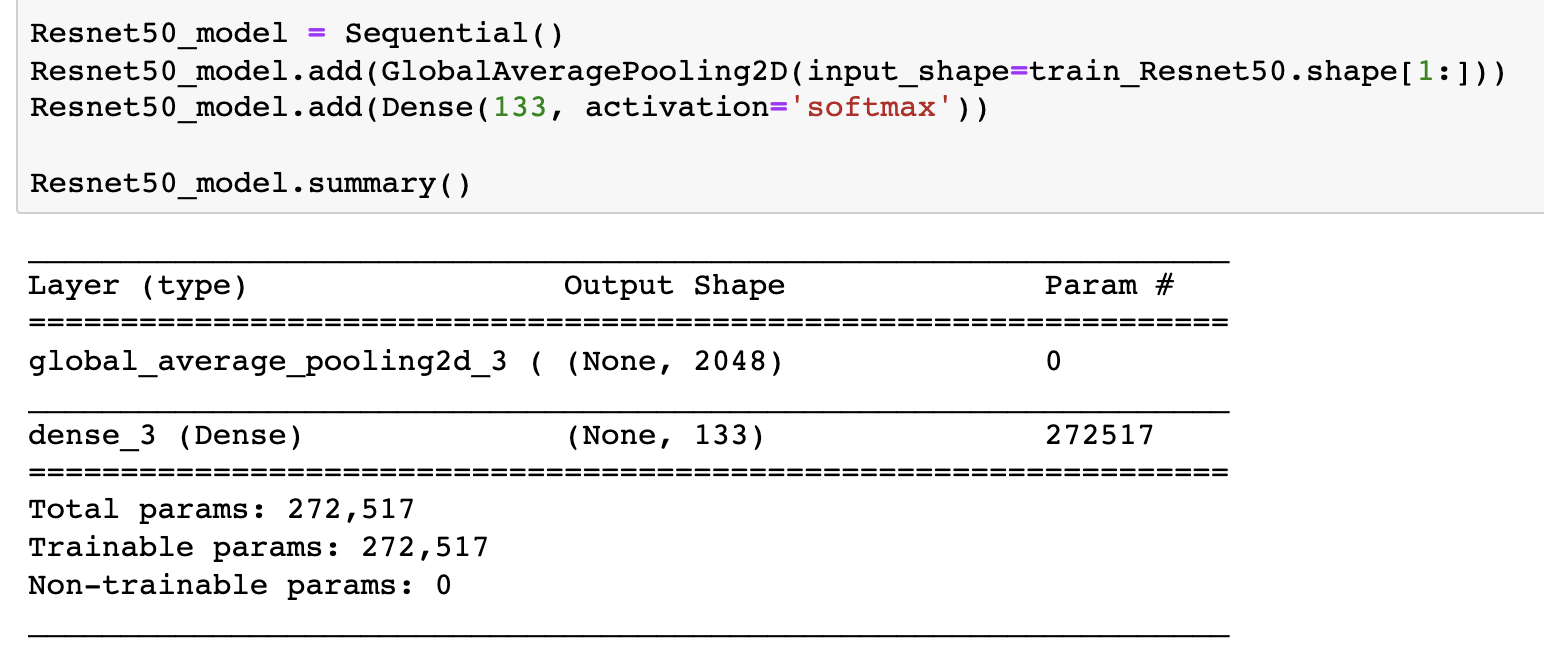 Resnet50_model = Sequential()
Resnet50_model.add(GlobalAveragePooling2D(input_shape=train_Resnet50.shape[1:]))
Resnet50_model.add(Dense(133, activation='softmax'))
Resnet50_model.summary()
_________________________________________________________________
Layer (type)                 Output Shape              Param #
=================================================================
global_average_pooling2d_3 ( (None, 2048)              0
_________________________________________________________________
dense_3 (Dense)              (None, 133)               272517
=================================================================
Total params: 272,517
Trainable params: 272,517
Non-trainable params: 0
_________________________________________________________________